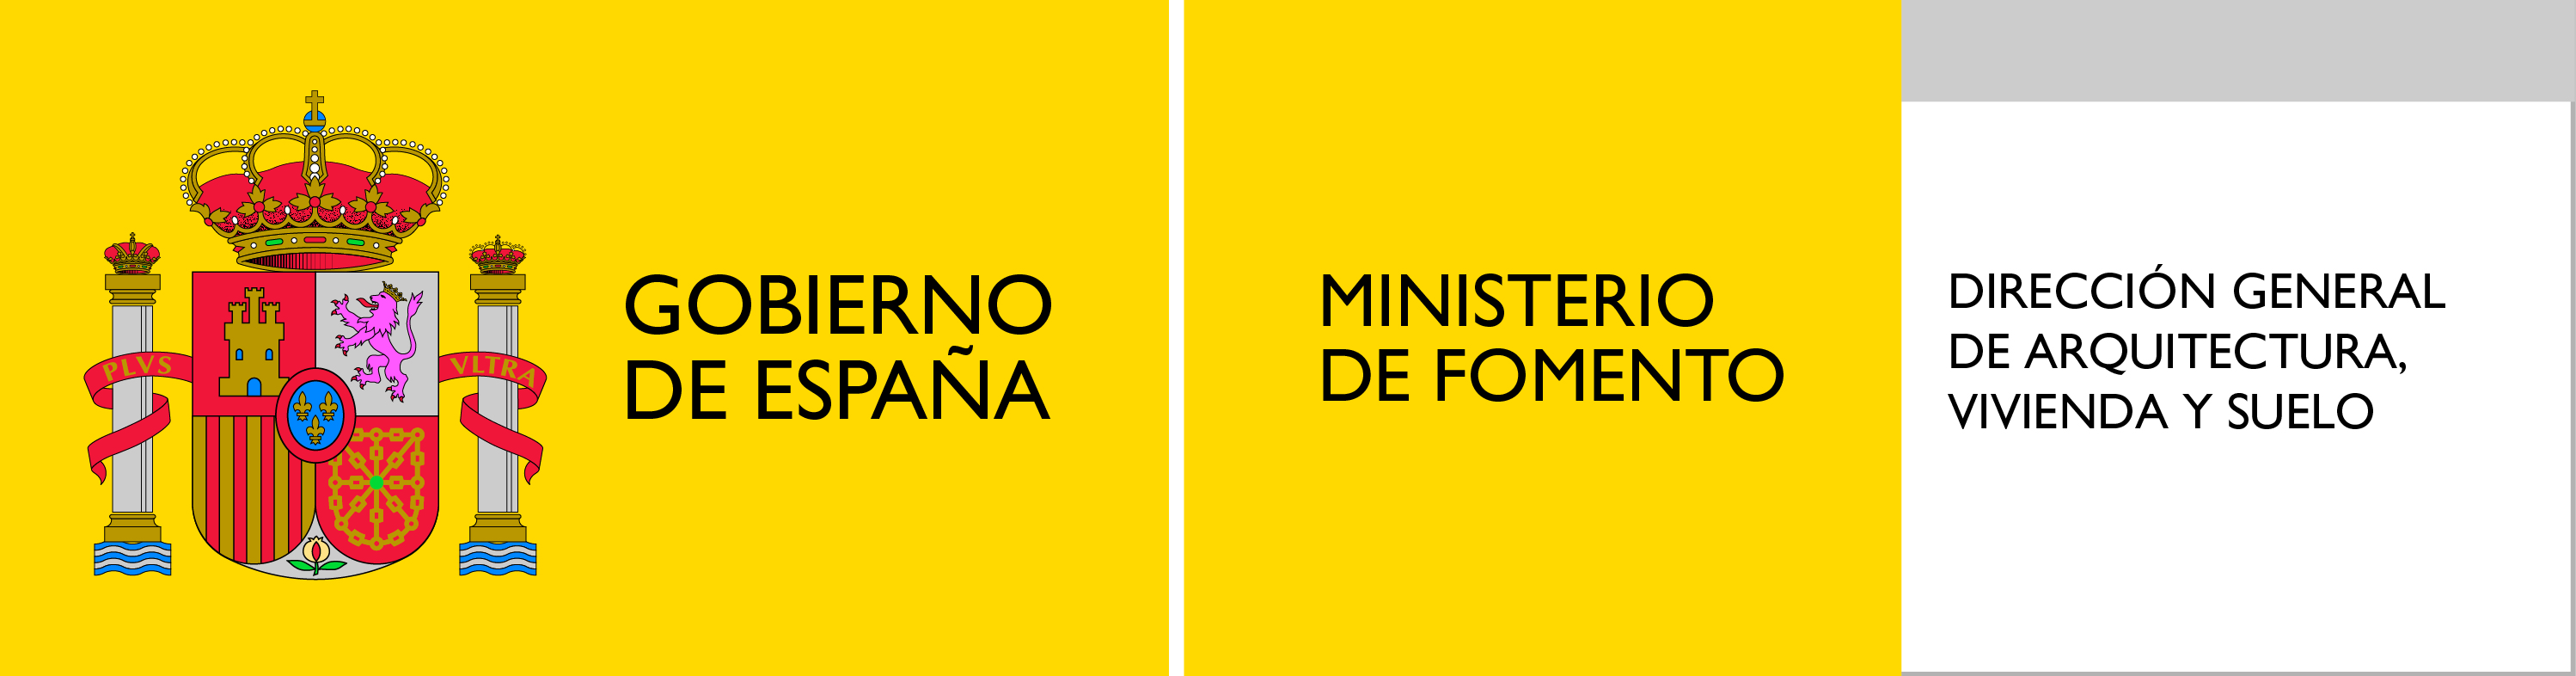 PLVS
VLTRA
GOBIERNO
DE ESPAÑA
MINISTERIO
DE FOMENTO
DIRECCIÓN GENERAL
DE ARQUITECTURA,
VIVIENDA Y SUELO